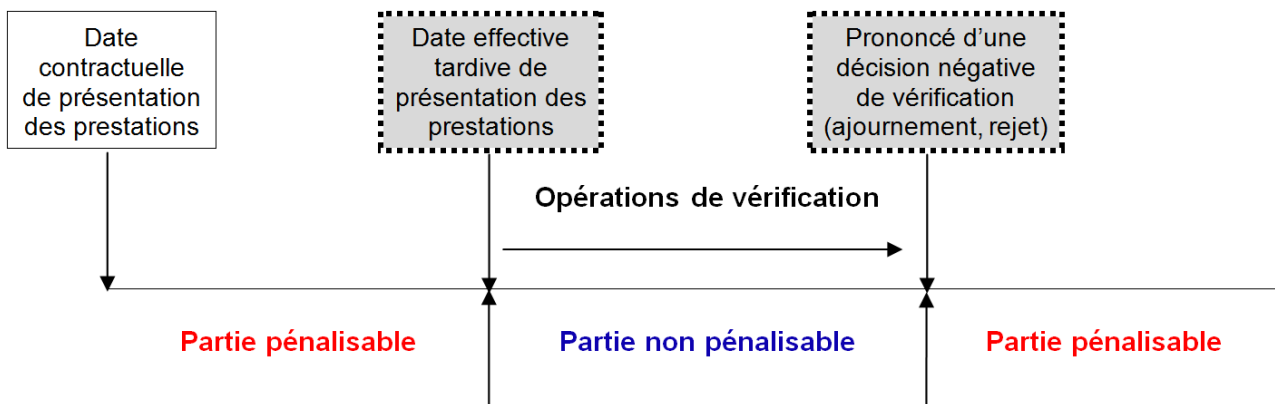 Date
contractuelle
de présentation
des prestations
Date effective
tardive de
présentation des
prestations
Prononcé d’une
décision négative
de vérification
(ajournement, rejet)
Opérations de vérification
Partie pénalisable
Partie non pénalisable
Partie pénalisable